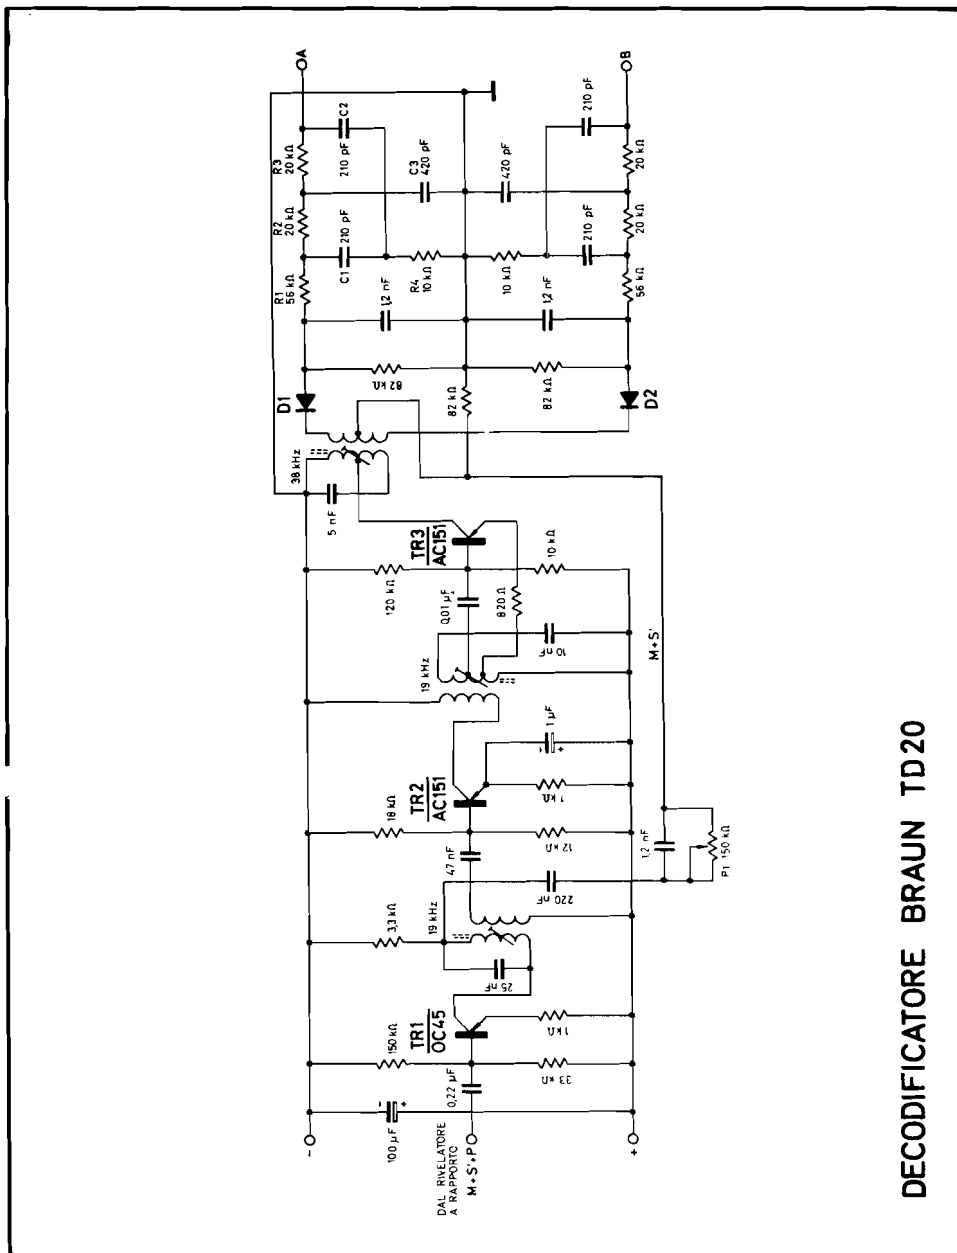 A
C2
210 pF
R3
20 kΩ
C3
420 pF
R2
20 kΩ
210 pF
C1
R4
10 kΩ
R1
56 kΩ
1,2 nF
82 kΩ
D1
82 kΩ
B
210 pF
20 kΩ
420 pF
20 kΩ
210 pF
10 kΩ
56 kΩ
1,2 nF
82 kΩ
D2
38 kHz
5 nF
TR3
AC151
120 kΩ
0,01 µF
820 Ω
10 kΩ
19 kHz
10 nF
M+S'
TR2
AC151
18 kΩ
47 nF
1 µF
+
1 kΩ
12 kΩ
1,2 nF
P1 150 kΩ
220 nF
3,3 kΩ
19 kHz
25 nF
TR1
OC45
150 kΩ
0,22 µF
1 kΩ
33 kΩ
-
100 µF
+
DAL RIVELATORE
A RAPPORTO
M+S'+P
+
DECODIFICATORE BRAUN TD20